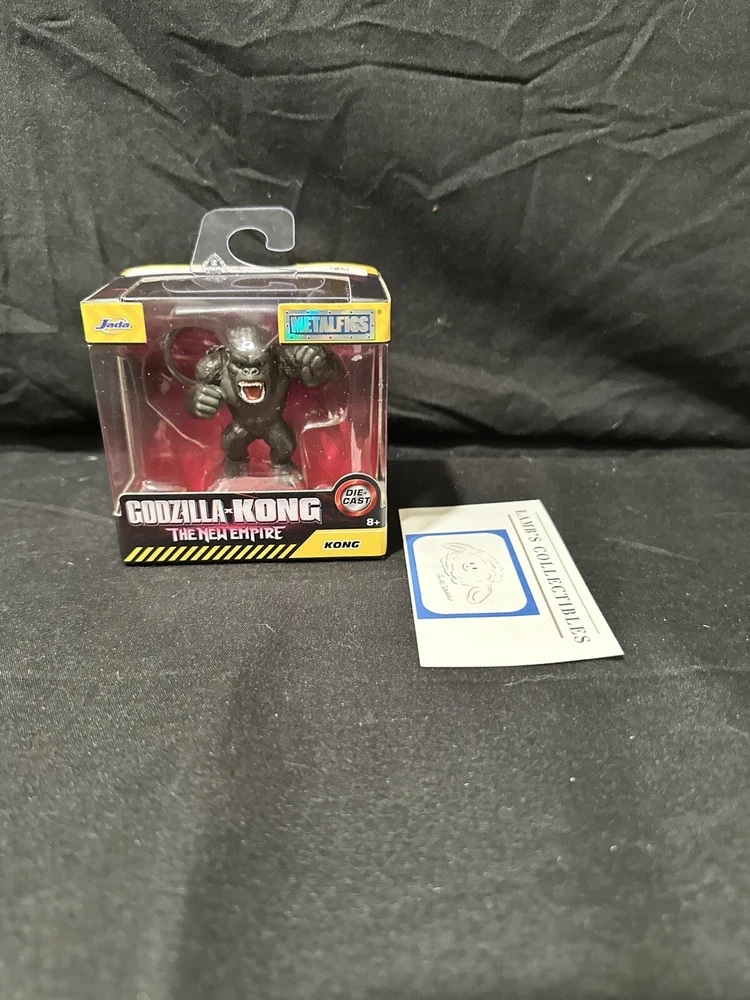 Jada
METALFIGS®
DIE-
CAST
GODZILLA x KONG
THE NEW EMPIRE
8+
KONG
LAMB'S COLLECTIBLES